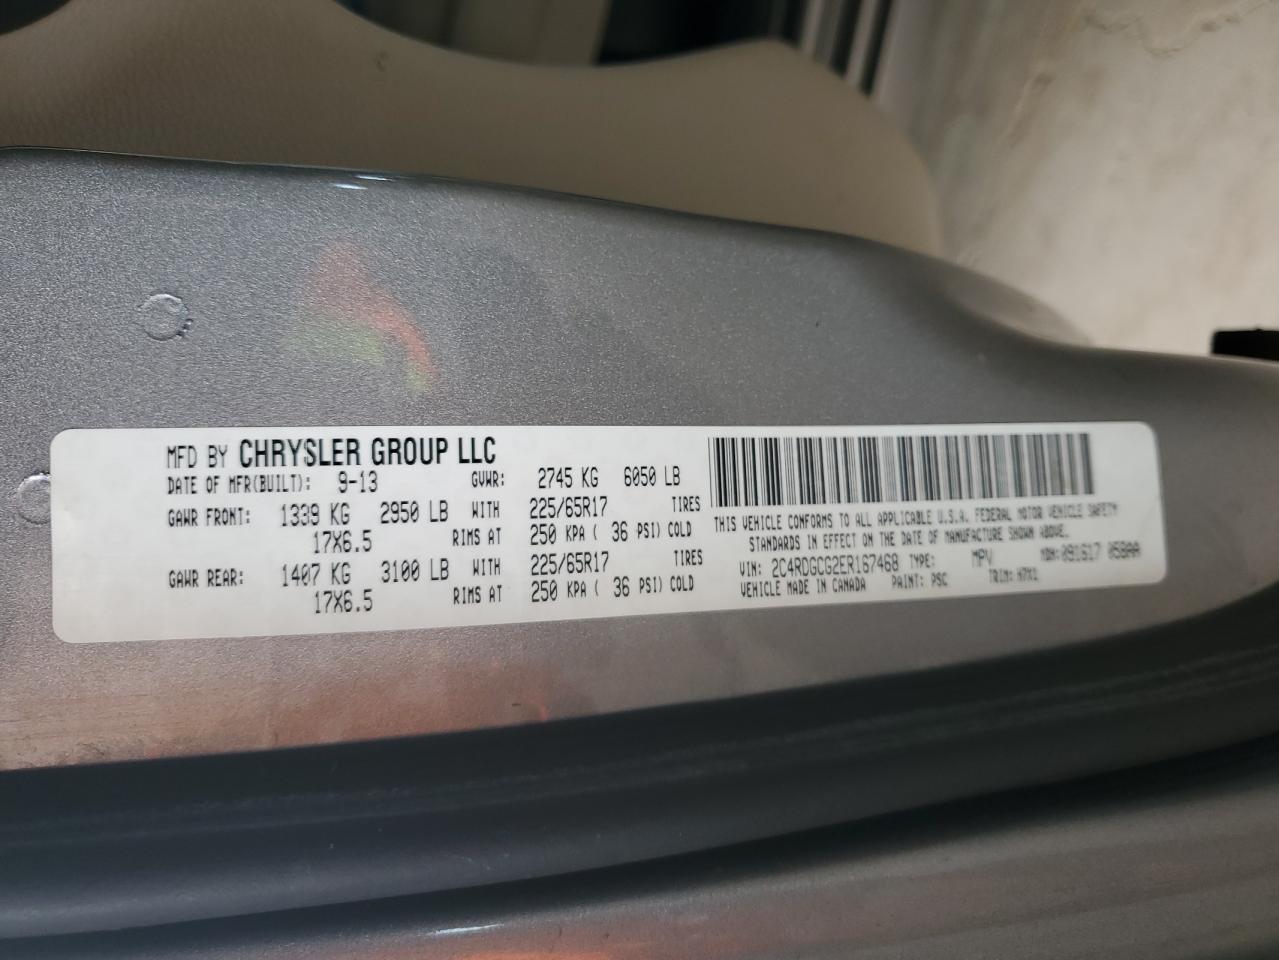 MFD BY CHRYSLER GROUP LLC
DATE OF MFR(BUILT): 9-13 GVWR: 2745 KG 6050 LB
GAWR FRONT: 1339 KG 2950 LB WITH 225/65R17 TIRES
17X6.5 RIMS AT 250 KPA ( 36 PSI) COLD
GAWR REAR: 1407 KG 3100 LB WITH 225/65R17 TIRES
17X6.5 RIMS AT 250 KPA ( 36 PSI) COLD
THIS VEHICLE CONFORMS TO ALL APPLICABLE U.S.A. FEDERAL MOTOR VEHICLE SAFETY
STANDARDS IN EFFECT ON THE DATE OF MANUFACTURE SHOWN ABOVE.
VIN: 2C4RDGCG2ER167468 TYPE: MPV MDH: 091617 058AA
VEHICLE MADE IN CANADA PAINT: PSC TRIM: